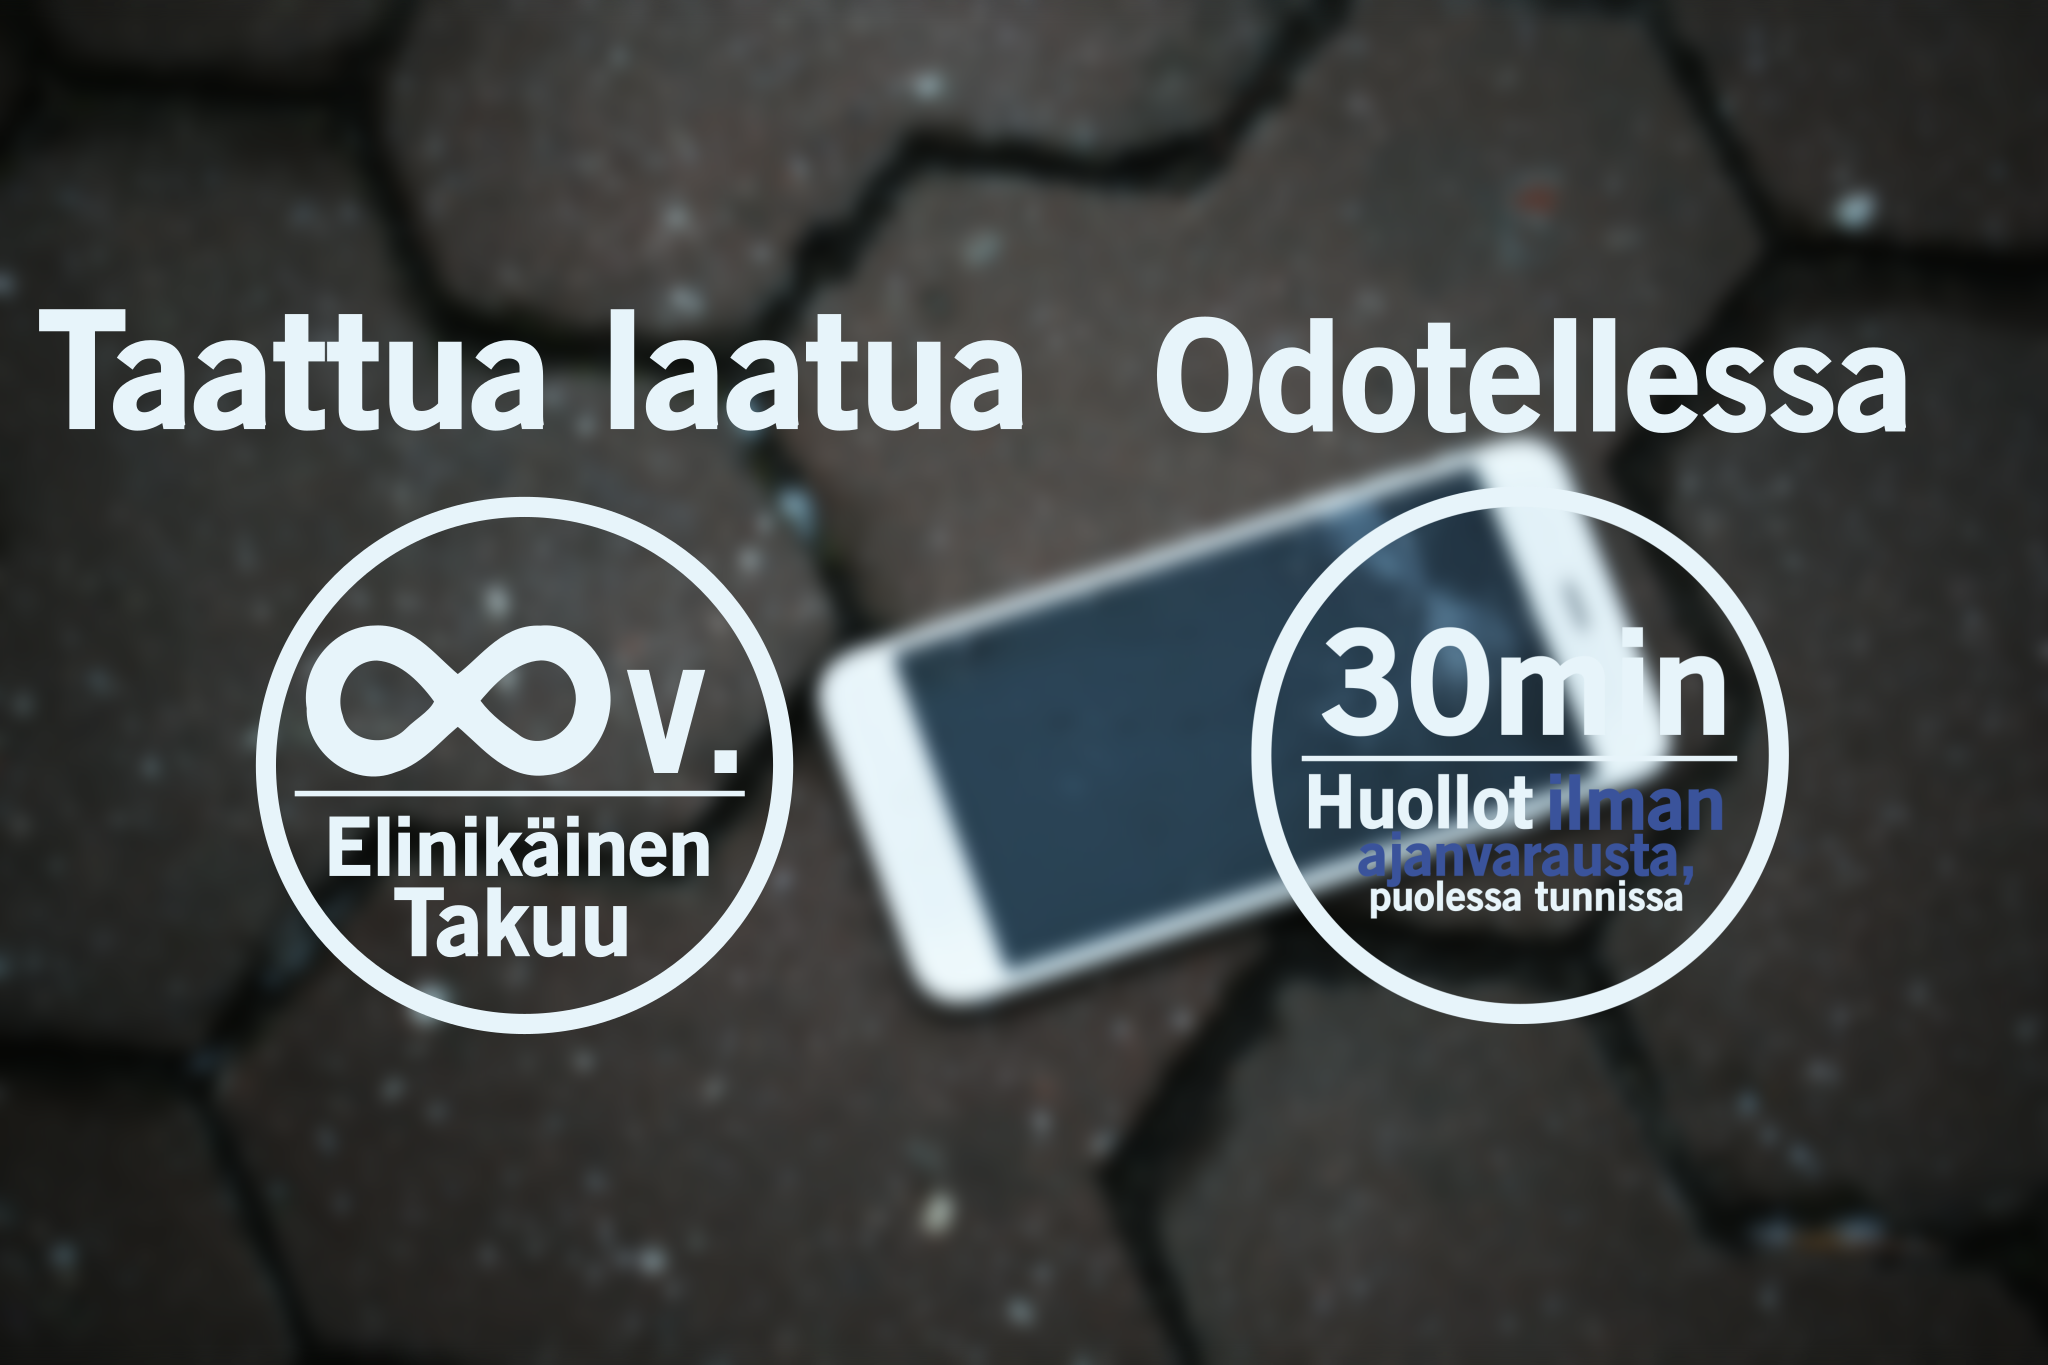 Taattua laatua
∞v.
Elinikäinen
Takuu
Odotellessa
30min
Huollot ilman
ajanvarausta,
puolessa tunnissa